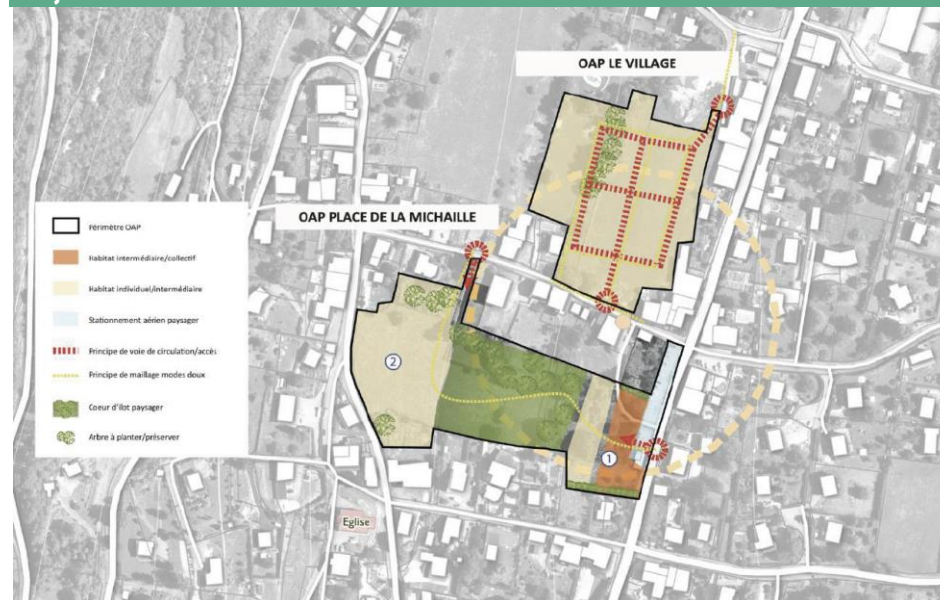 OAP LE VILLAGE
OAP PLACE DE LA MICHAILLE
Périmètre OAP
Habitat intermédiaire/collectif
Habitat individuel/intermédiaire
Stationnement aérien paysager
Principe de voie de circulation/accès
Principe de maillage modes doux
Coeur d'ilot paysager
Arbre à planter/préserver
2
1
Eglise